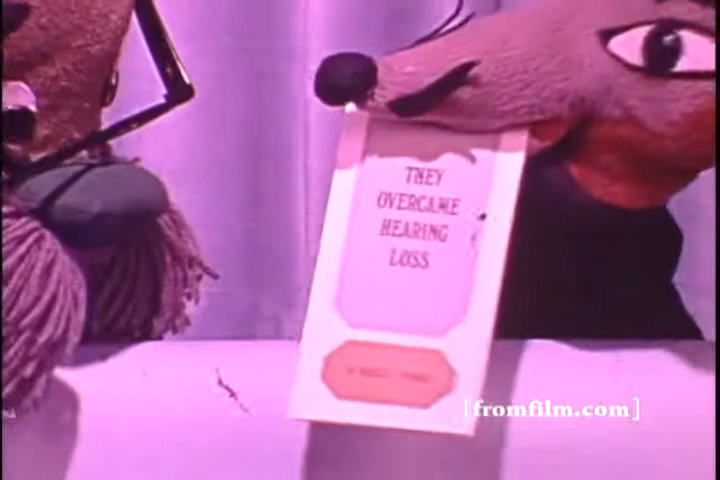 THEY
OVERCAME
HEARING
LOSS
[fromfilm.com]